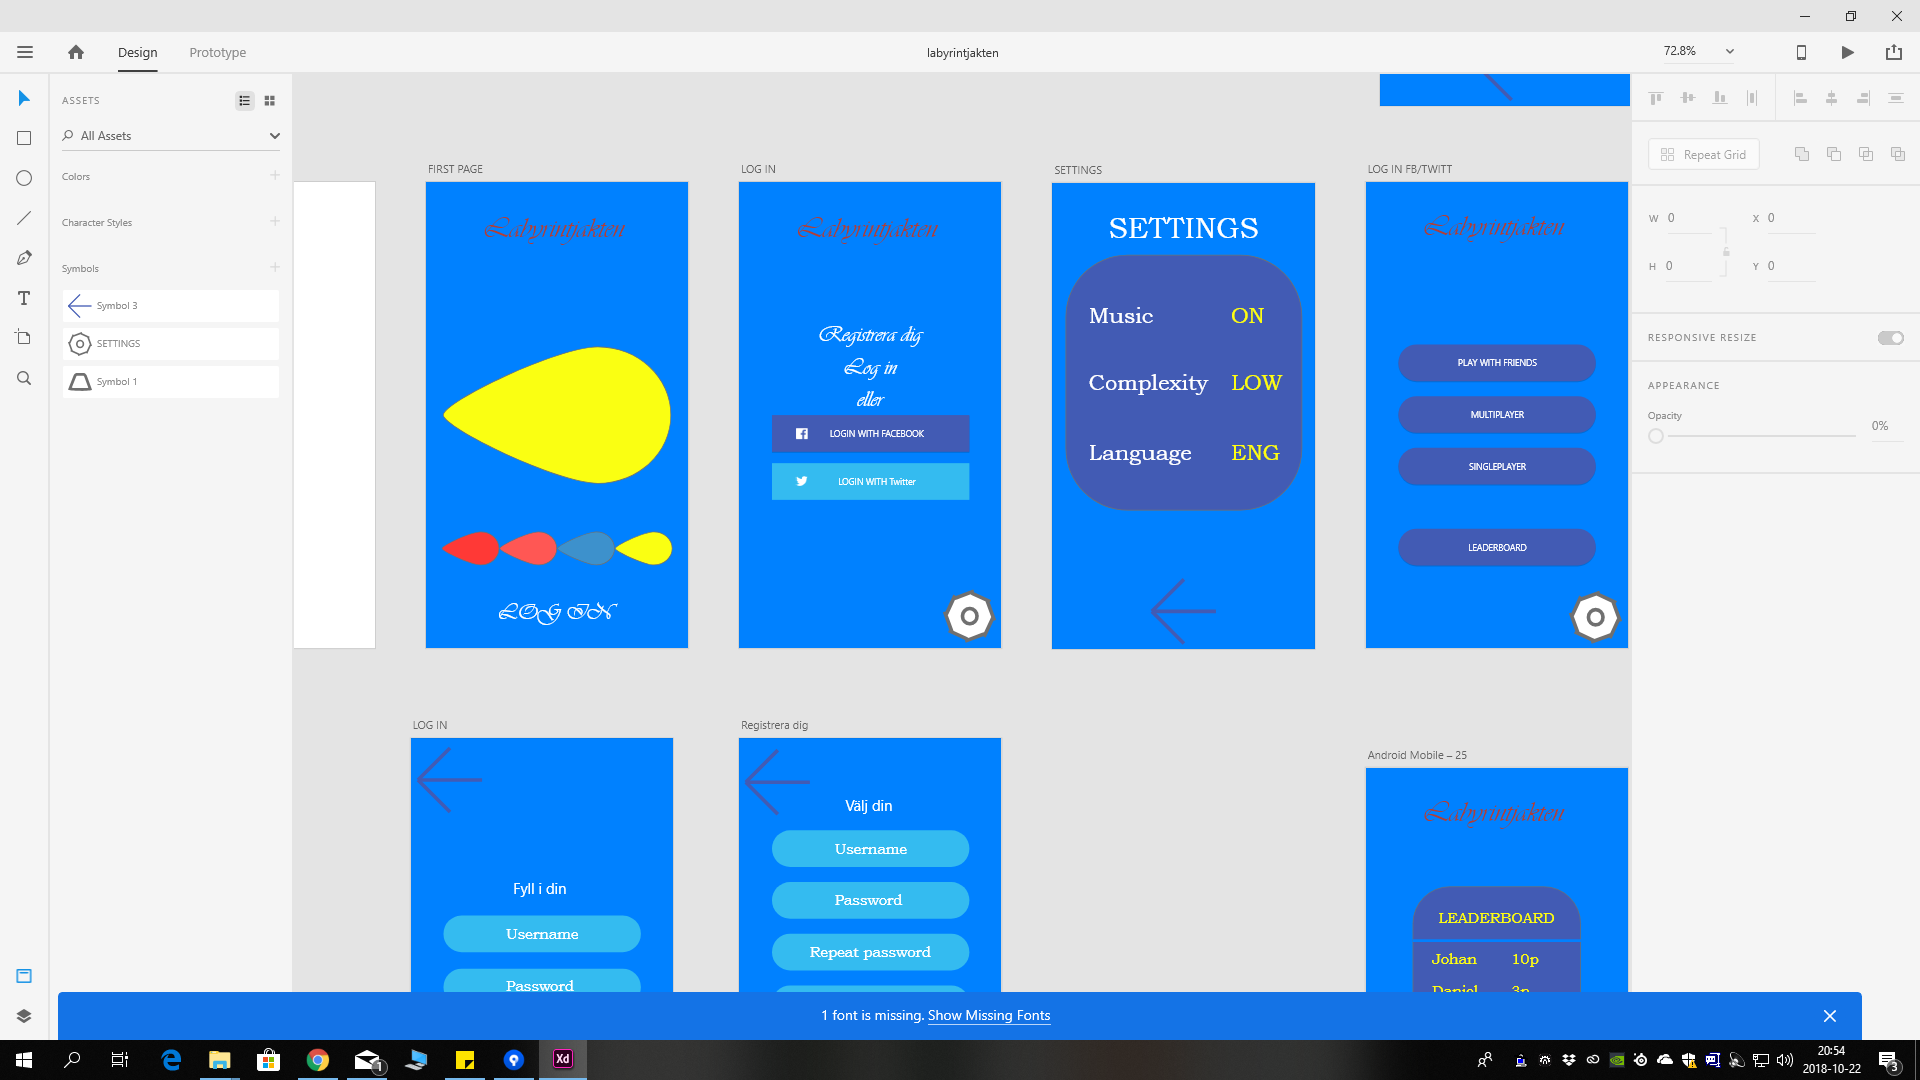 Design
Prototype
labyrintjakten
72.8%
ASSETS
All Assets
Colors
Character Styles
Symbols
Symbol 3
SETTINGS
Symbol 1
FIRST PAGE
Labyrintjakten
LOG IN
LOG IN
Labyrintjakten
Registrera dig
Log in
eller
LOGIN WITH FACEBOOK
LOGIN WITH Twitter
SETTINGS
SETTINGS
Music ON
Complexity LOW
Language ENG
LOG IN FB/TWITT
Labyrintjakten
PLAY WITH FRIENDS
MULTIPLAYER
SINGLEPLAYER
LEADERBOARD
LOG IN
Fyll i din
Username
Password
Registrera dig
Välj din
Username
Password
Repeat password
Android Mobile – 25
Labyrintjakten
LEADERBOARD
Johan 10p
Daniel 3p
Repeat Grid
W 0 X 0
H 0 Y 0
RESPONSIVE RESIZE
APPEARANCE
Opacity
0%
1 font is missing. Show Missing Fonts
Xd
1
20:54
2018-10-22
3